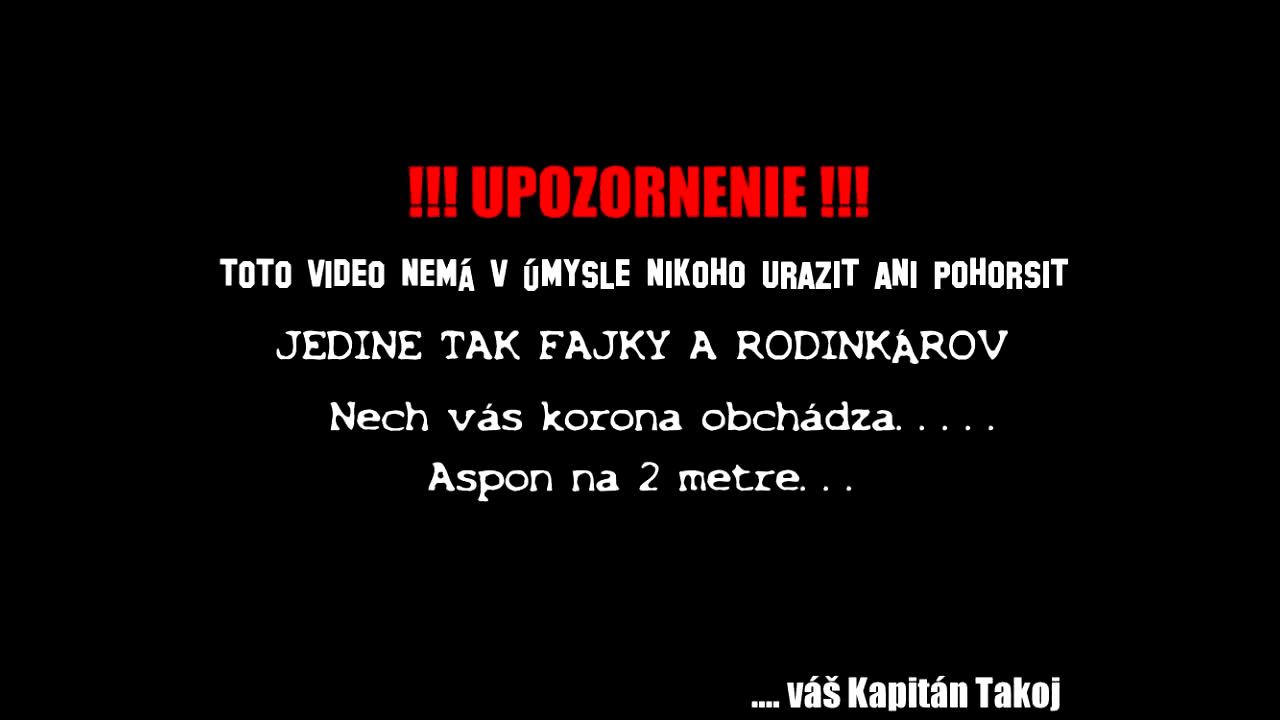 !!! UPOZORNENIE !!!
TOTO VIDEO NEMÁ V ÚMYSLE NIKOHO URAZIT ANI POHORSIT
JEDINE TAK FAJKY A RODINKÁROV
Nech vás korona obchádza.....
Aspon na 2 metre...
.... váš Kapitán Takoj